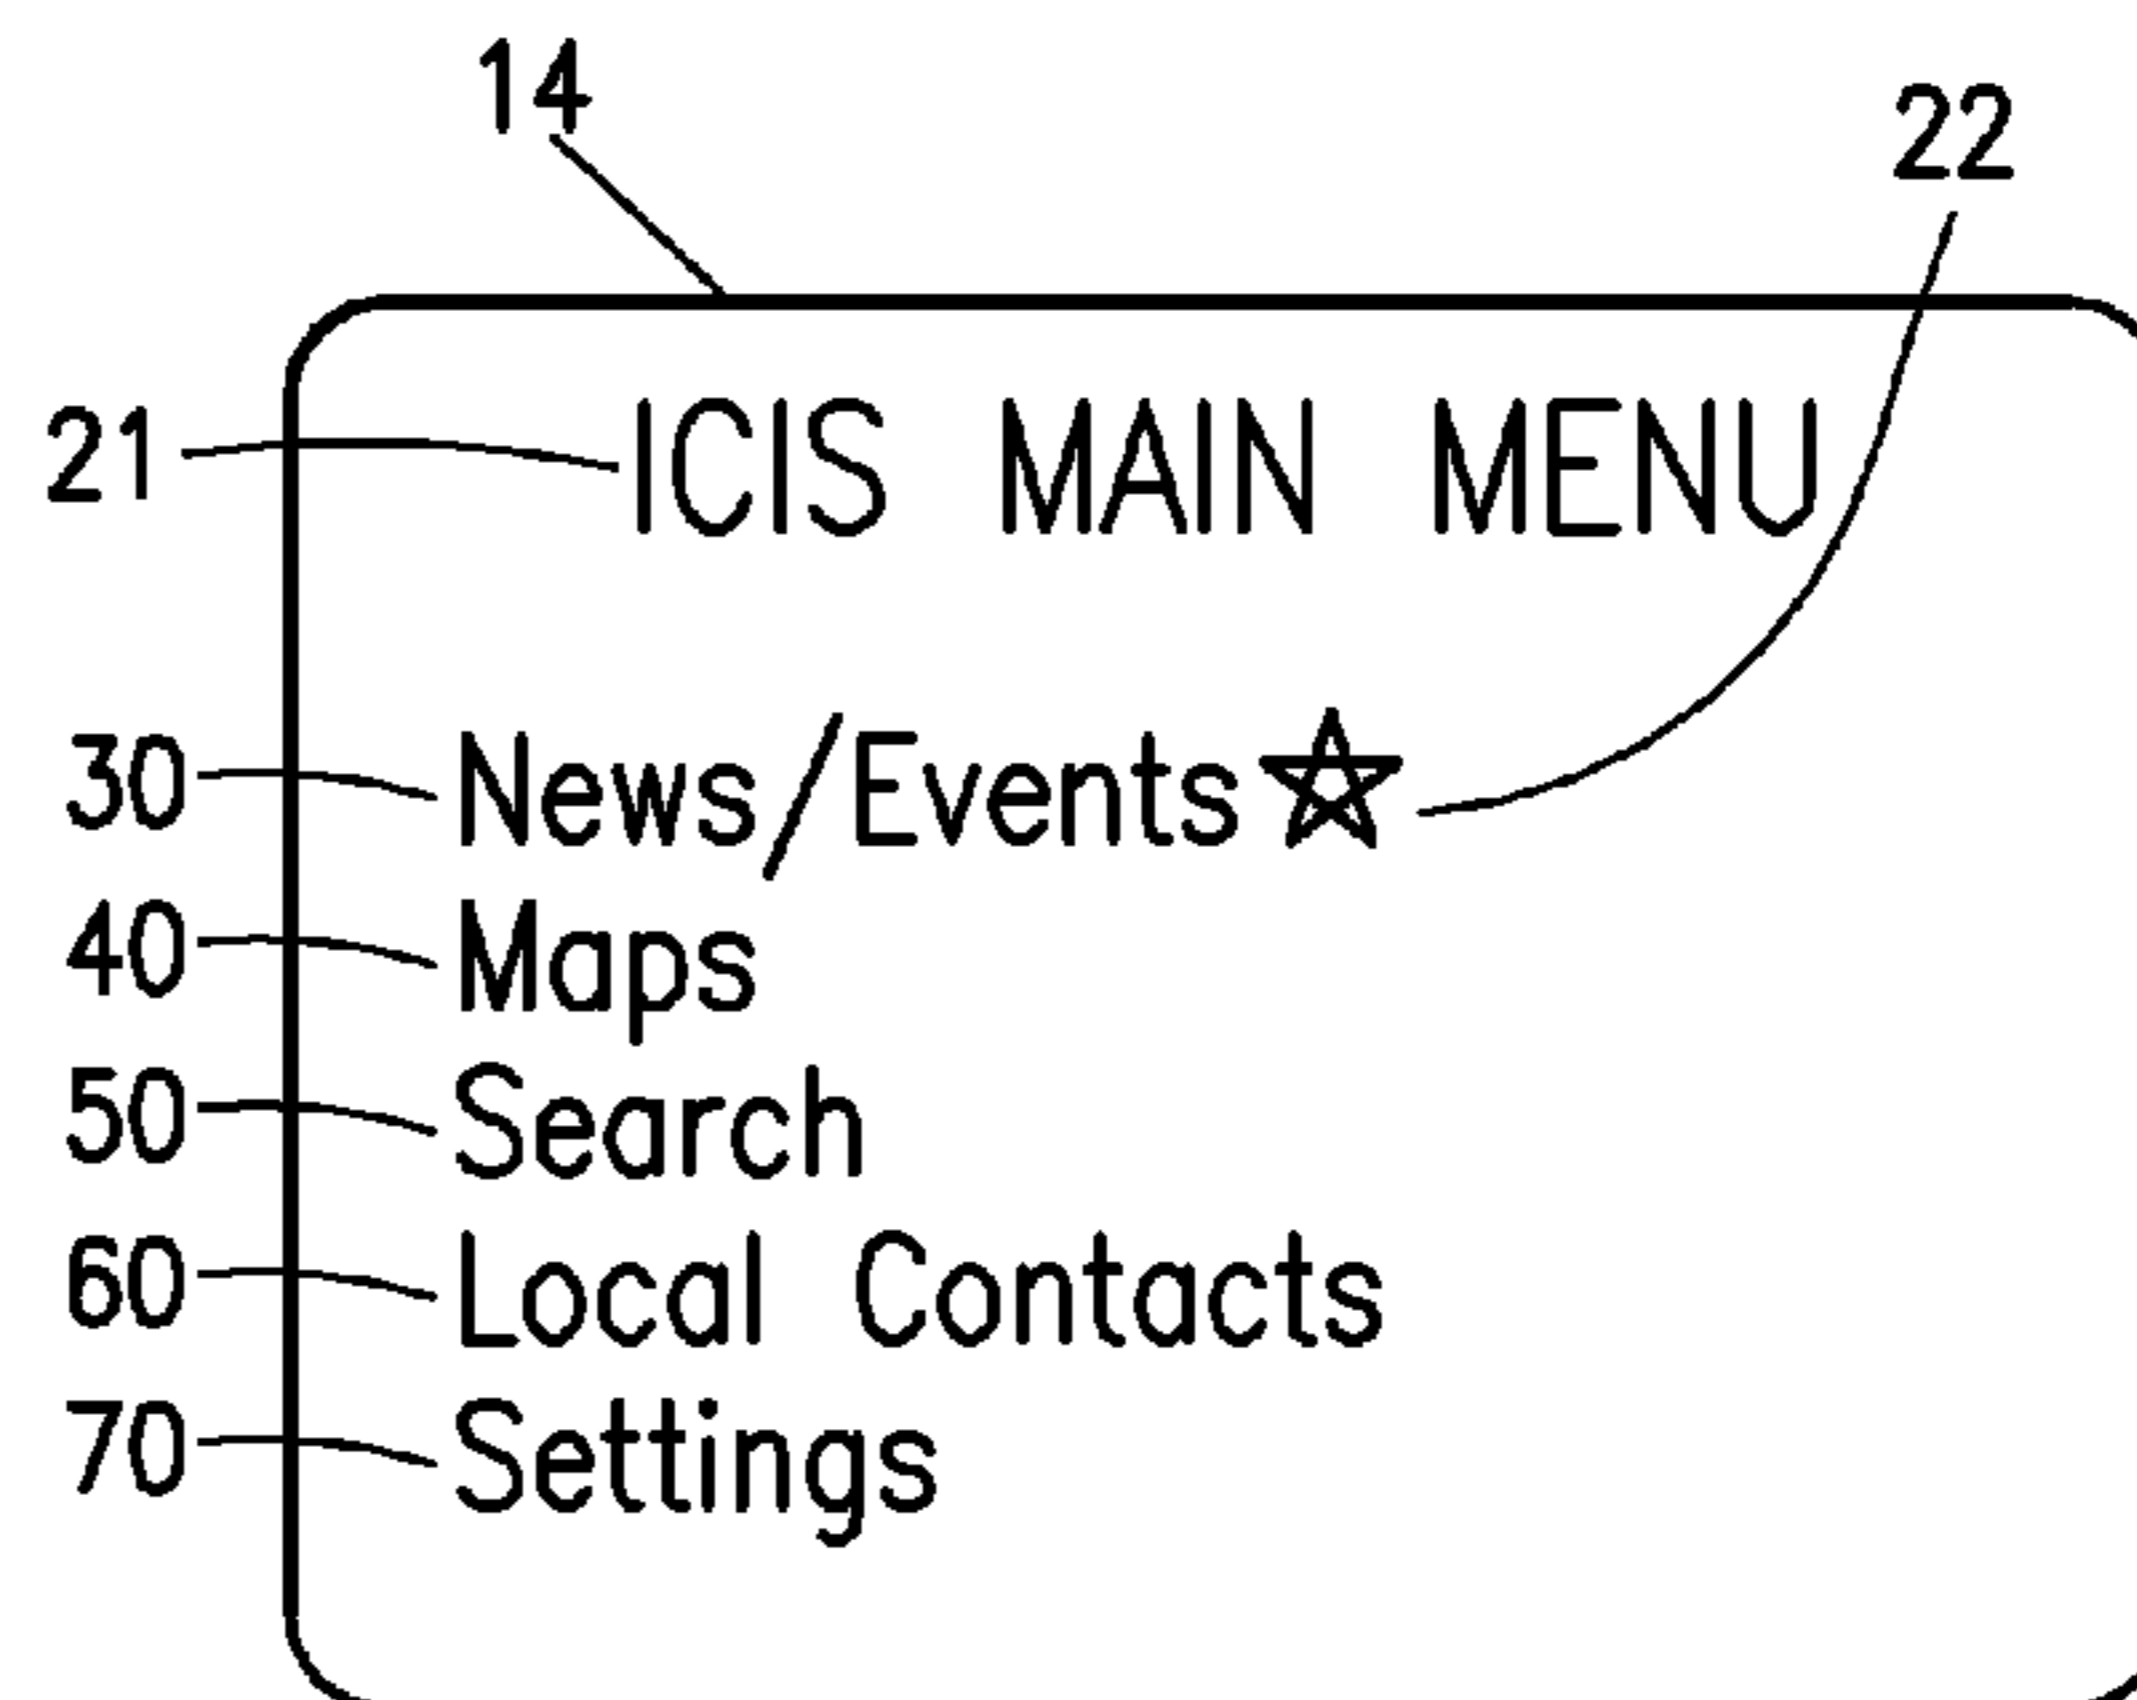 14
22
21 ICIS MAIN MENU
30 News/Events
40 Maps
50 Search
60 Local Contacts
70 Settings